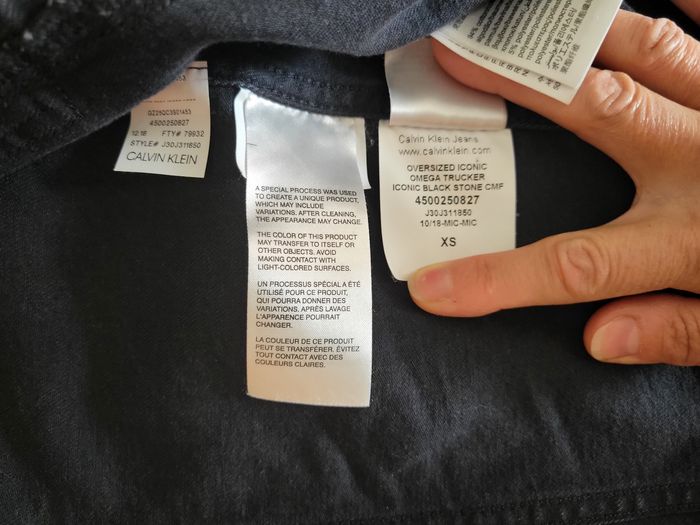 GZ25QC3501A53
4500250827
12:18 FTY# 79932
STYLE# J30J311850
CALVIN KLEIN
A SPECIAL PROCESS WAS USED
TO CREATE A UNIQUE PRODUCT,
WHICH MAY INCLUDE
VARIATIONS. AFTER CLEANING,
THE APPEARANCE MAY CHANGE.
THE COLOR OF THIS PRODUCT
MAY TRANSFER TO ITSELF OR
OTHER OBJECTS. AVOID
MAKING CONTACT WITH
LIGHT-COLORED SURFACES.
UN PROCESSUS SPÉCIAL A ÉTÉ
UTILISÉ POUR CE PRODUIT,
QUI POURRA DONNER DES
VARIATIONS. APRÈS LAVAGE
L'APPARENCE POURRAIT
CHANGER.
LA COULEUR DE CE PRODUIT
PEUT SE TRANSFÉRER. ÉVITEZ
TOUT CONTACT AVEC DES
COULEURS CLAIRES.
Calvin Klein Jeans
www.calvinklein.com
OVERSIZED ICONIC
OMEGA TRUCKER
ICONIC BLACK STONE CMF
4500250827
J30J311850
10/18-MIC-MIC
XS